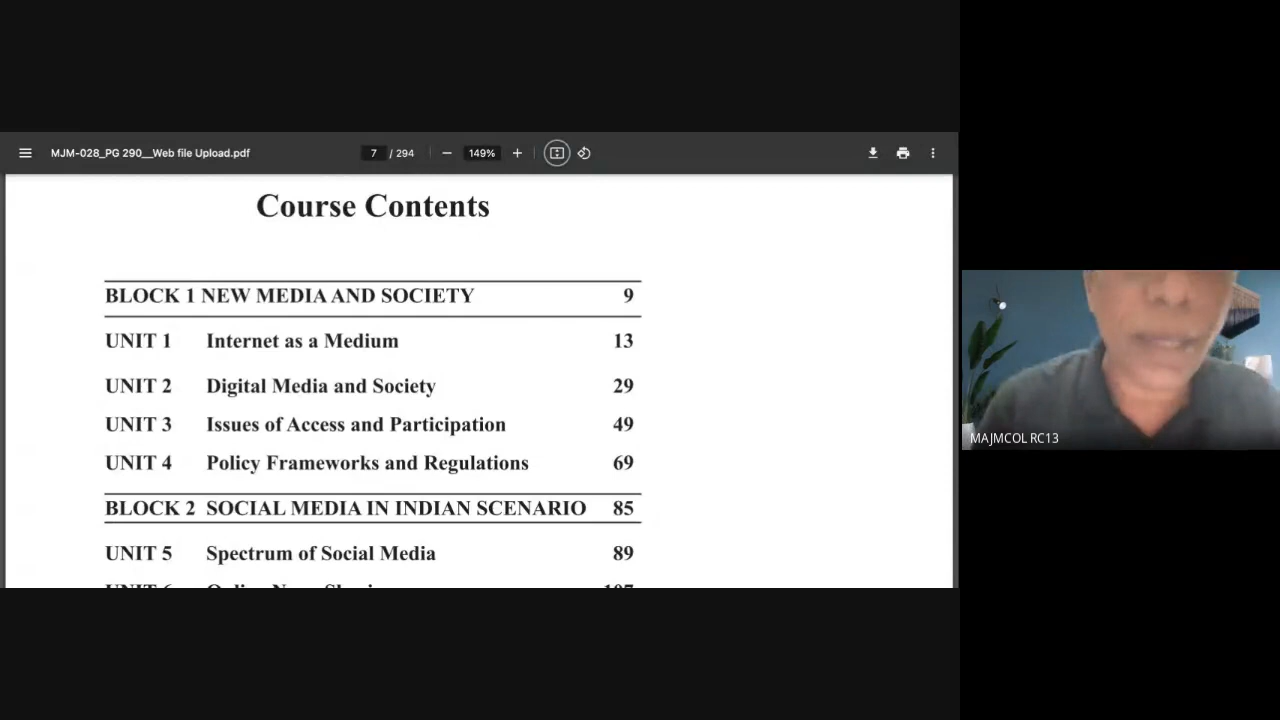 MJM-028_PG 290__Web file Upload.pdf 7 / 294 149%
Course Contents
BLOCK 1 NEW MEDIA AND SOCIETY 9
UNIT 1 Internet as a Medium 13
UNIT 2 Digital Media and Society 29
UNIT 3 Issues of Access and Participation 49
UNIT 4 Policy Frameworks and Regulations 69
BLOCK 2 SOCIAL MEDIA IN INDIAN SCENARIO 85
UNIT 5 Spectrum of Social Media 89
MAJMCOL RC13